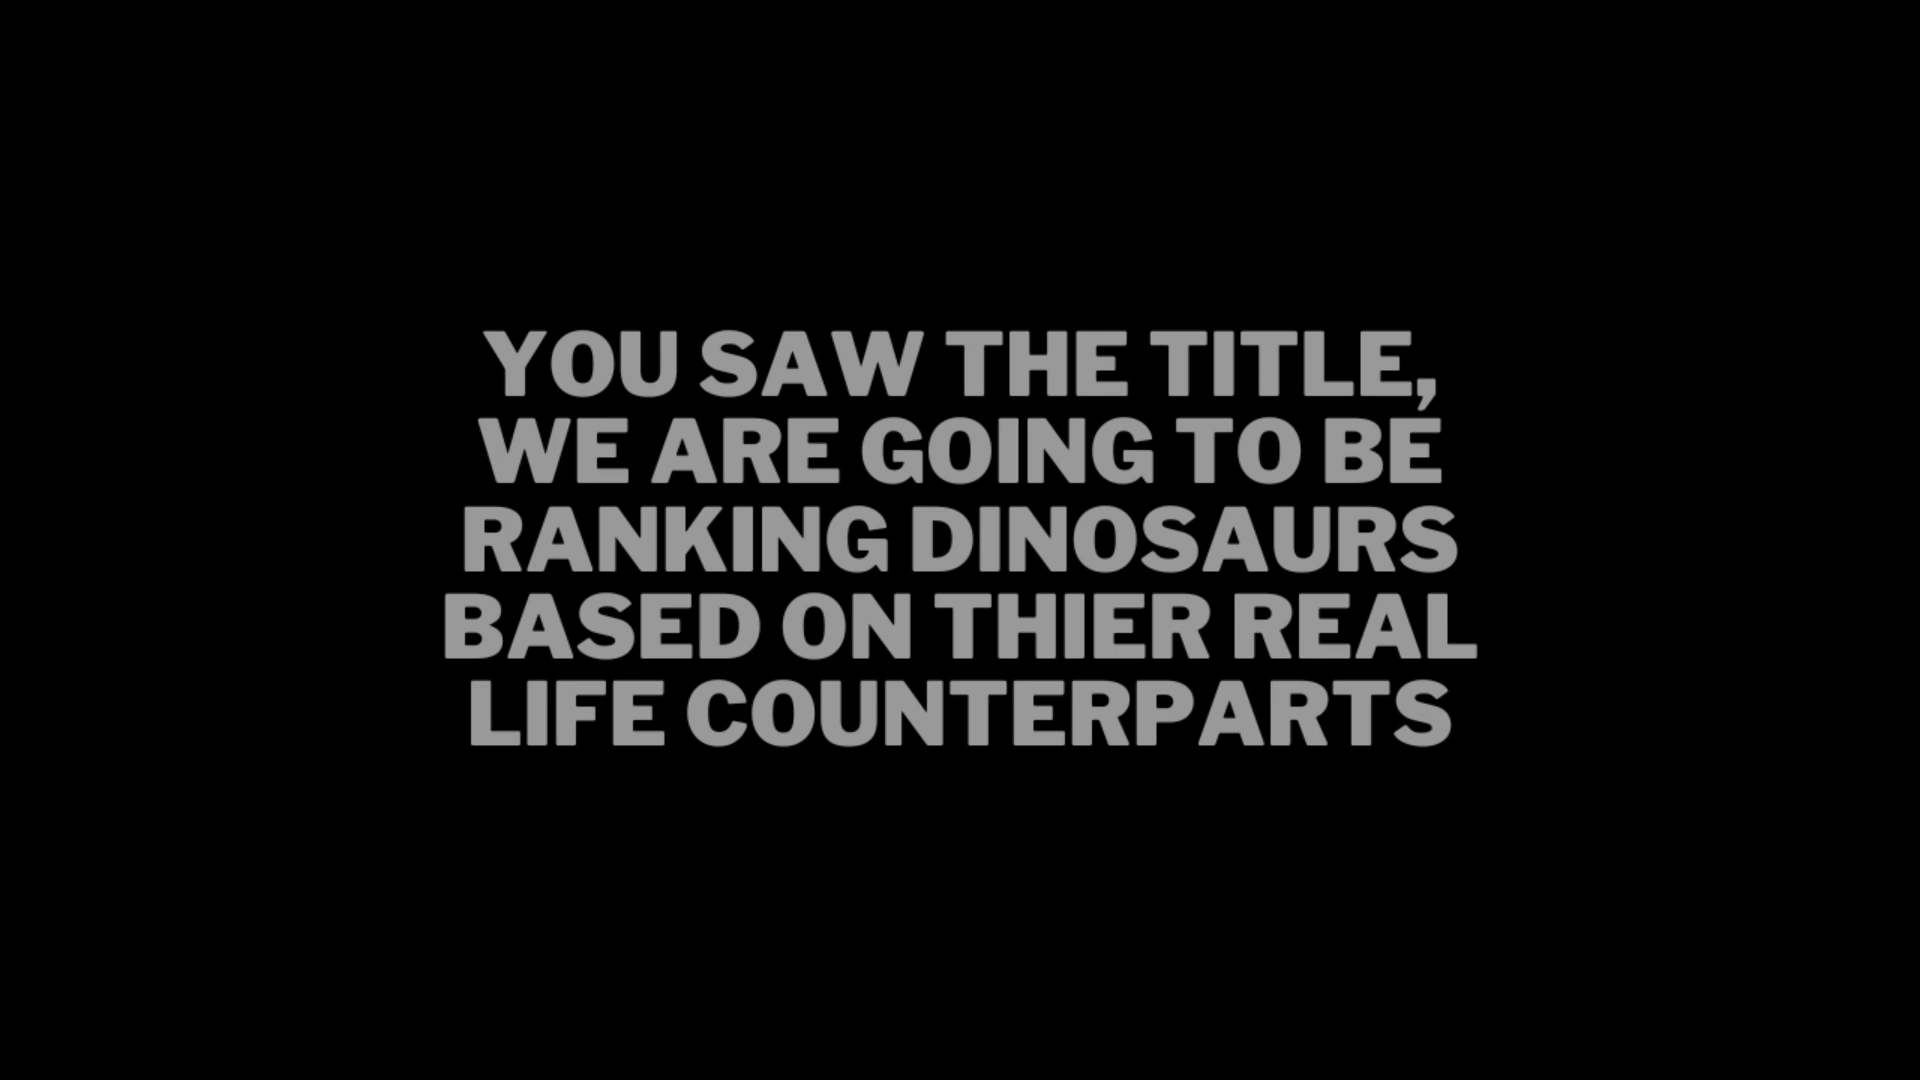 YOU SAW THE TITLE,
WE ARE GOING TO BE
RANKING DINOSAURS
BASED ON THIER REAL
LIFE COUNTERPARTS